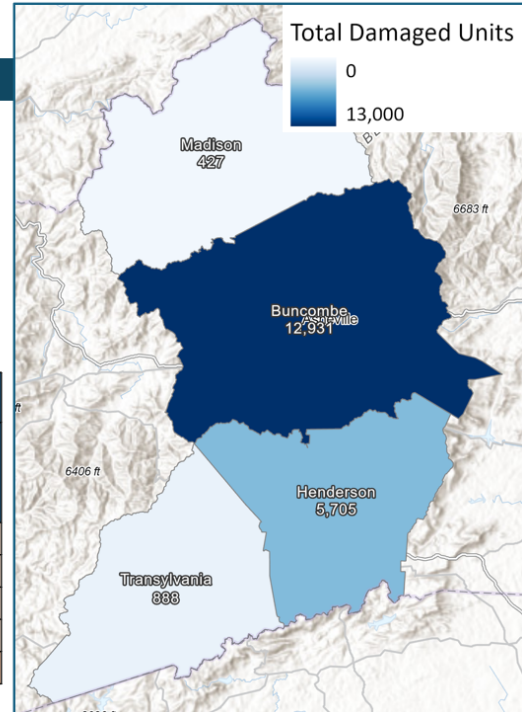 Total Damaged Units
0
13,000
Madison
427
6683 ft
Buncombe
Asheville
12,931
ft
6406 ft
Henderson
5,705
Transylvania
888